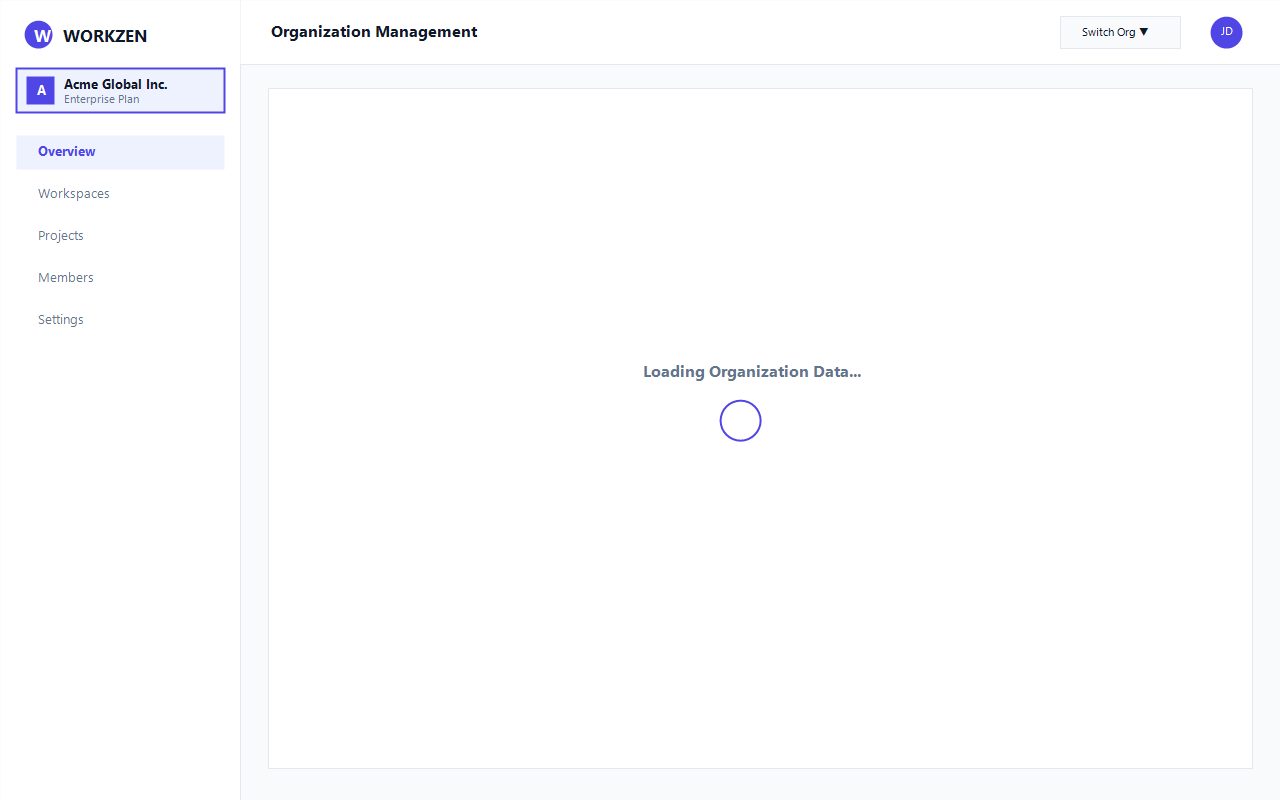 W WORKZEN
Organization Management
Switch Org ▼
JD
A
Acme Global Inc.
Enterprise Plan
Overview
Workspaces
Projects
Members
Settings
Loading Organization Data...